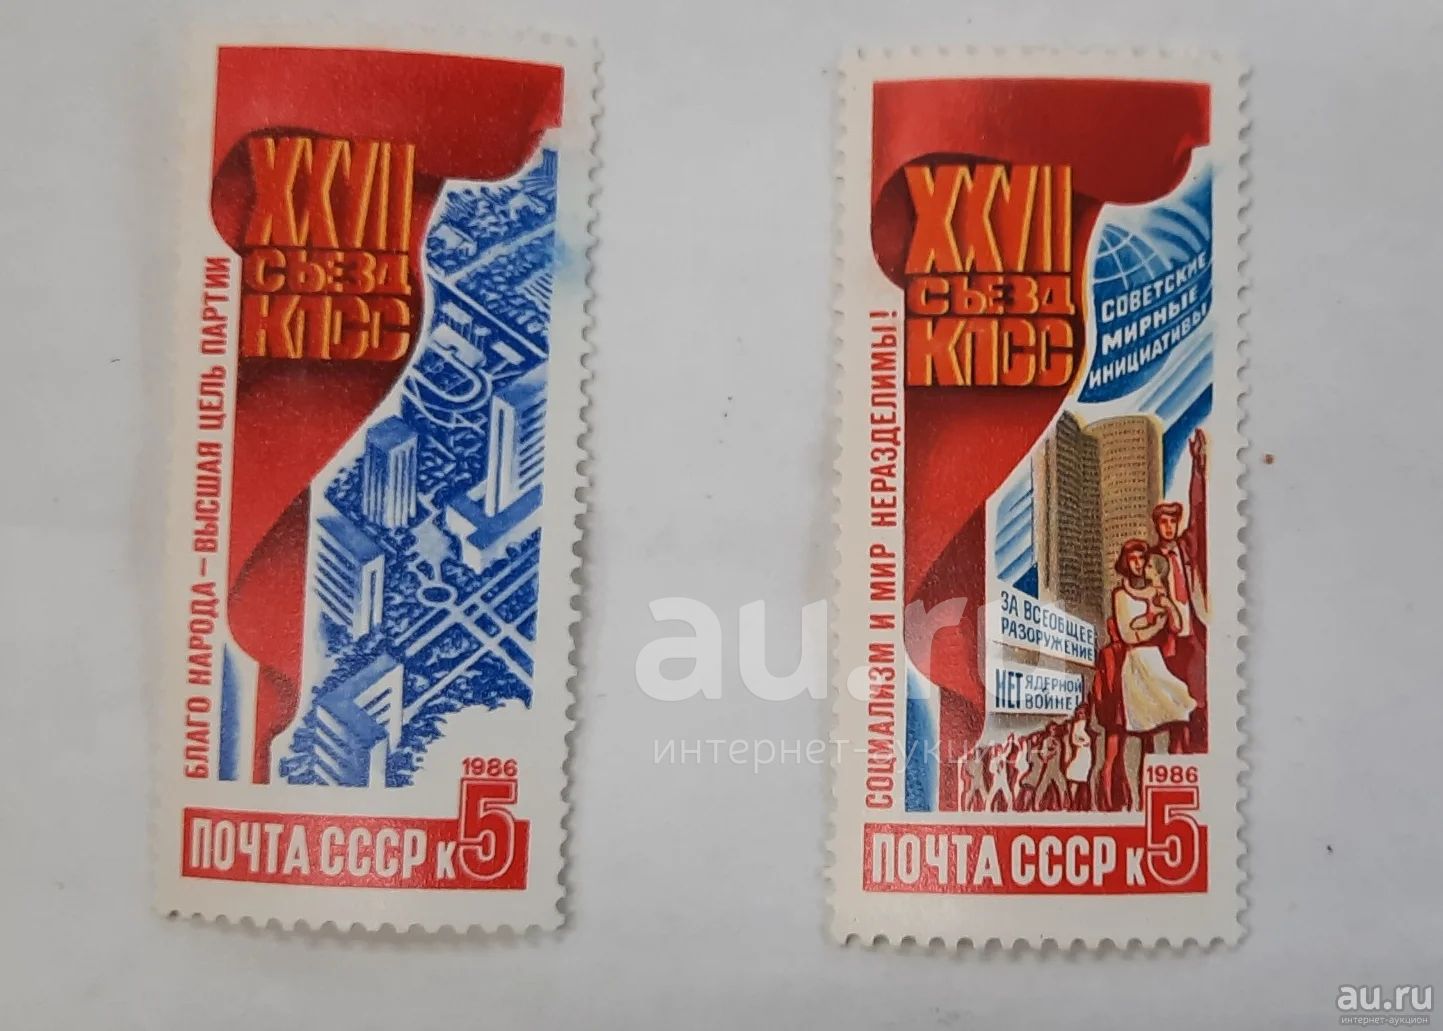 XXVII
СЪЕЗД
КПСС
БЛАГО НАРОДА – ВЫСШАЯ ЦЕЛЬ ПАРТИИ
1986
ПОЧТА СССР к5
XXVII
СЪЕЗД
КПСС
СОЦИАЛИЗМ И МИР НЕРАЗДЕЛИМЫ!
СОВЕТСКИЕ
МИРНЫЕ
ИНИЦИАТИВЫ
ЗА ВСЕОБЩЕЕ
РАЗОРУЖЕНИЕ
НЕТ ЯДЕРНОЙ
ВОЙНЕ!
1986
ПОЧТА СССР к5
au.ru
интернет-аукцион
au.ru
интернет-аукцион